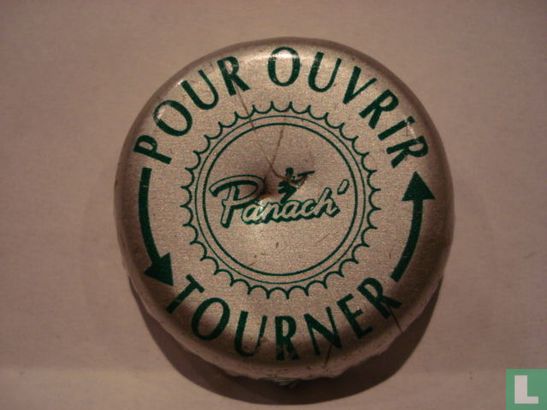 POUR OUVRiR
Panach'
TOURNER
L